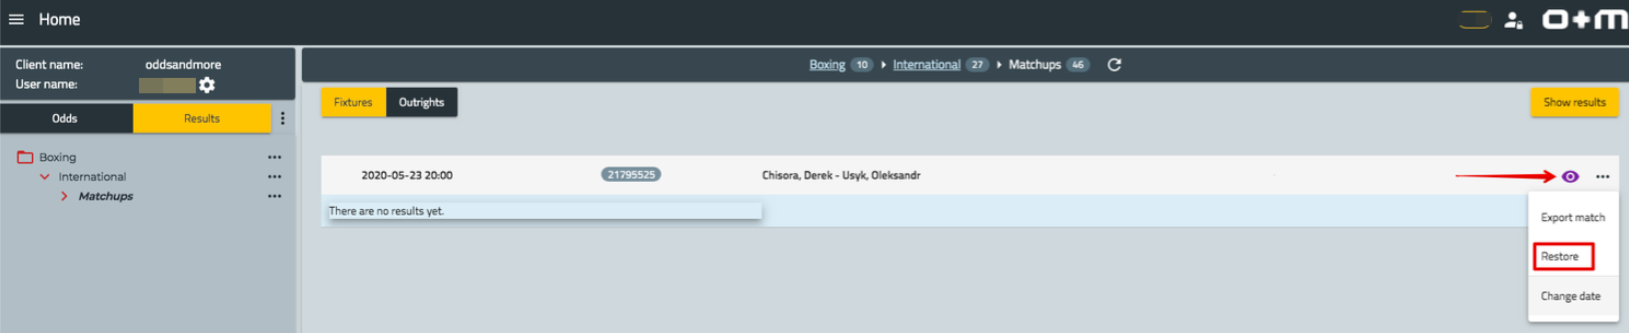 Home
o+m
Client name: oddsandmore
User name:
Boxing 10 International 27 Matchups 46
Odds Results
Fixtures Outrights Show results
Boxing
International
Matchups
2020-05-23 20:00 21795525 Chisora, Derek - Usyk, Oleksandr
There are no results yet.
Export match
Restore
Change date